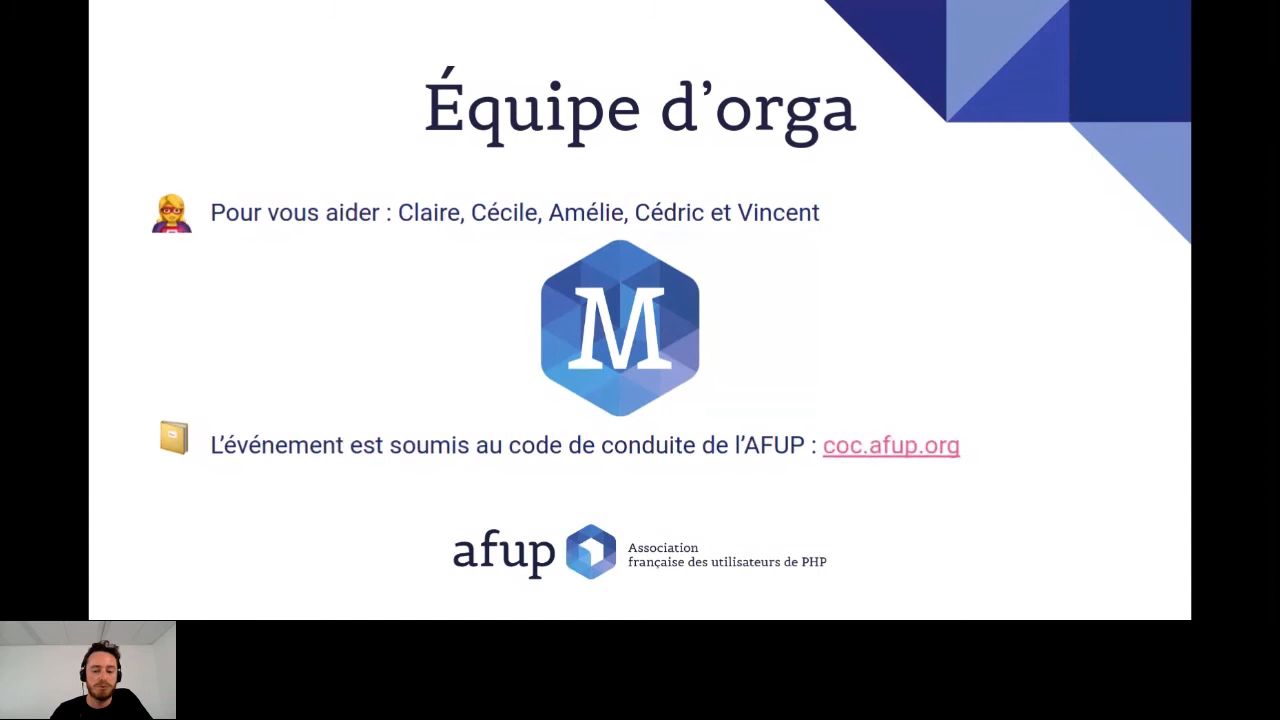 Équipe d’orga
Pour vous aider : Claire, Cécile, Amélie, Cédric et Vincent
M
L’événement est soumis au code de conduite de l’AFUP : coc.afup.org
afup
Association
française des utilisateurs de PHP